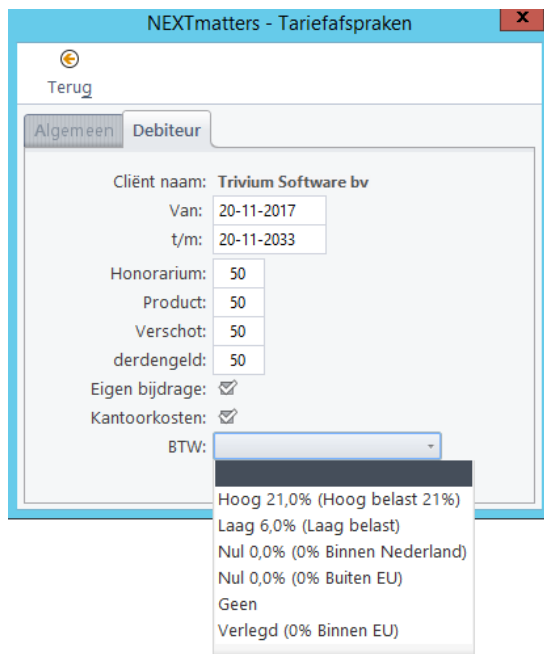 NEXTmatters - Tariefafspraken
x
Terug
Algemeen Debiteur
Cliënt naam: Trivium Software bv
Van: 20-11-2017
t/m: 20-11-2033
Honorarium: 50
Product: 50
Verschot: 50
derdengeld: 50
Eigen bijdrage:
Kantoorkosten:
BTW:
Hoog 21,0% (Hoog belast 21%)
Laag 6,0% (Laag belast)
Nul 0,0% (0% Binnen Nederland)
Nul 0,0% (0% Buiten EU)
Geen
Verlegd (0% Binnen EU)